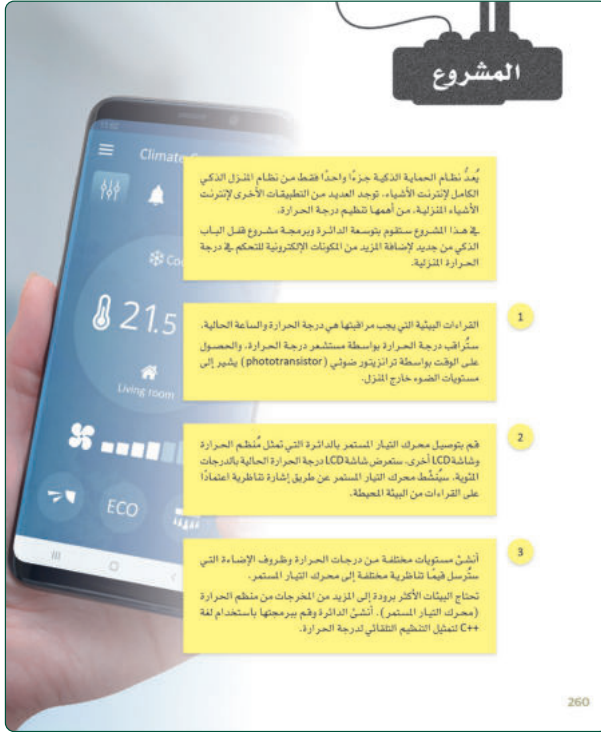 المشروع
يُعدُّ نظام الحماية الذكية جزءًا واحدًا فقط من نظام المنزل الذكي
الكامل لإنترنت الأشياء. توجد العديد من التطبيقات الأخرى لإنترنت
الأشياء المنزلية، من أهمها تنظيم درجة الحرارة.
في هذا المشروع ستقوم بتوسعة الدائرة وبرمجة مشروع قفل الباب
الذكي من جديد لإضافة المزيد من المكونات الإلكترونية للتحكم في درجة
الحرارة المنزلية.
1
القراءات البيئية التي يجب مراقبتها هي درجة الحرارة والساعة الحالية.
ستُراقب درجة الحرارة بواسطة مستشعر درجة الحرارة، والحصول
على الوقت بواسطة ترانزيتور ضوئي (phototransistor) يشير إلى
مستويات الضوء خارج المنزل.
2
قم بتوصيل محرك التيار المستمر بالدائرة التي تمثل مُنظم الحرارة
وشاشة LCD أخرى. ستعرض شاشة LCD درجة الحرارة الحالية بالدرجات
المئوية. سيُنشَّط محرك التيار المستمر عن طريق إشارة تناظرية اعتمادًا
على القراءات من البيئة المحيطة.
3
أنشئ مستويات مختلفة من درجات الحرارة وظروف الإضاءة التي
ستُرسل قيمًا تناظرية مختلفة إلى محرك التيار المستمر.
تحتاج البيئات الأكثر برودة إلى المزيد من المخرجات من منظم الحرارة
(محرك التيار المستمر). أنشئ الدائرة وقم ببرمجتها باستخدام لغة
C++ لتمثيل التنظيم التلقائي لدرجة الحرارة.
Climate
21.5
Living room
ECO
260